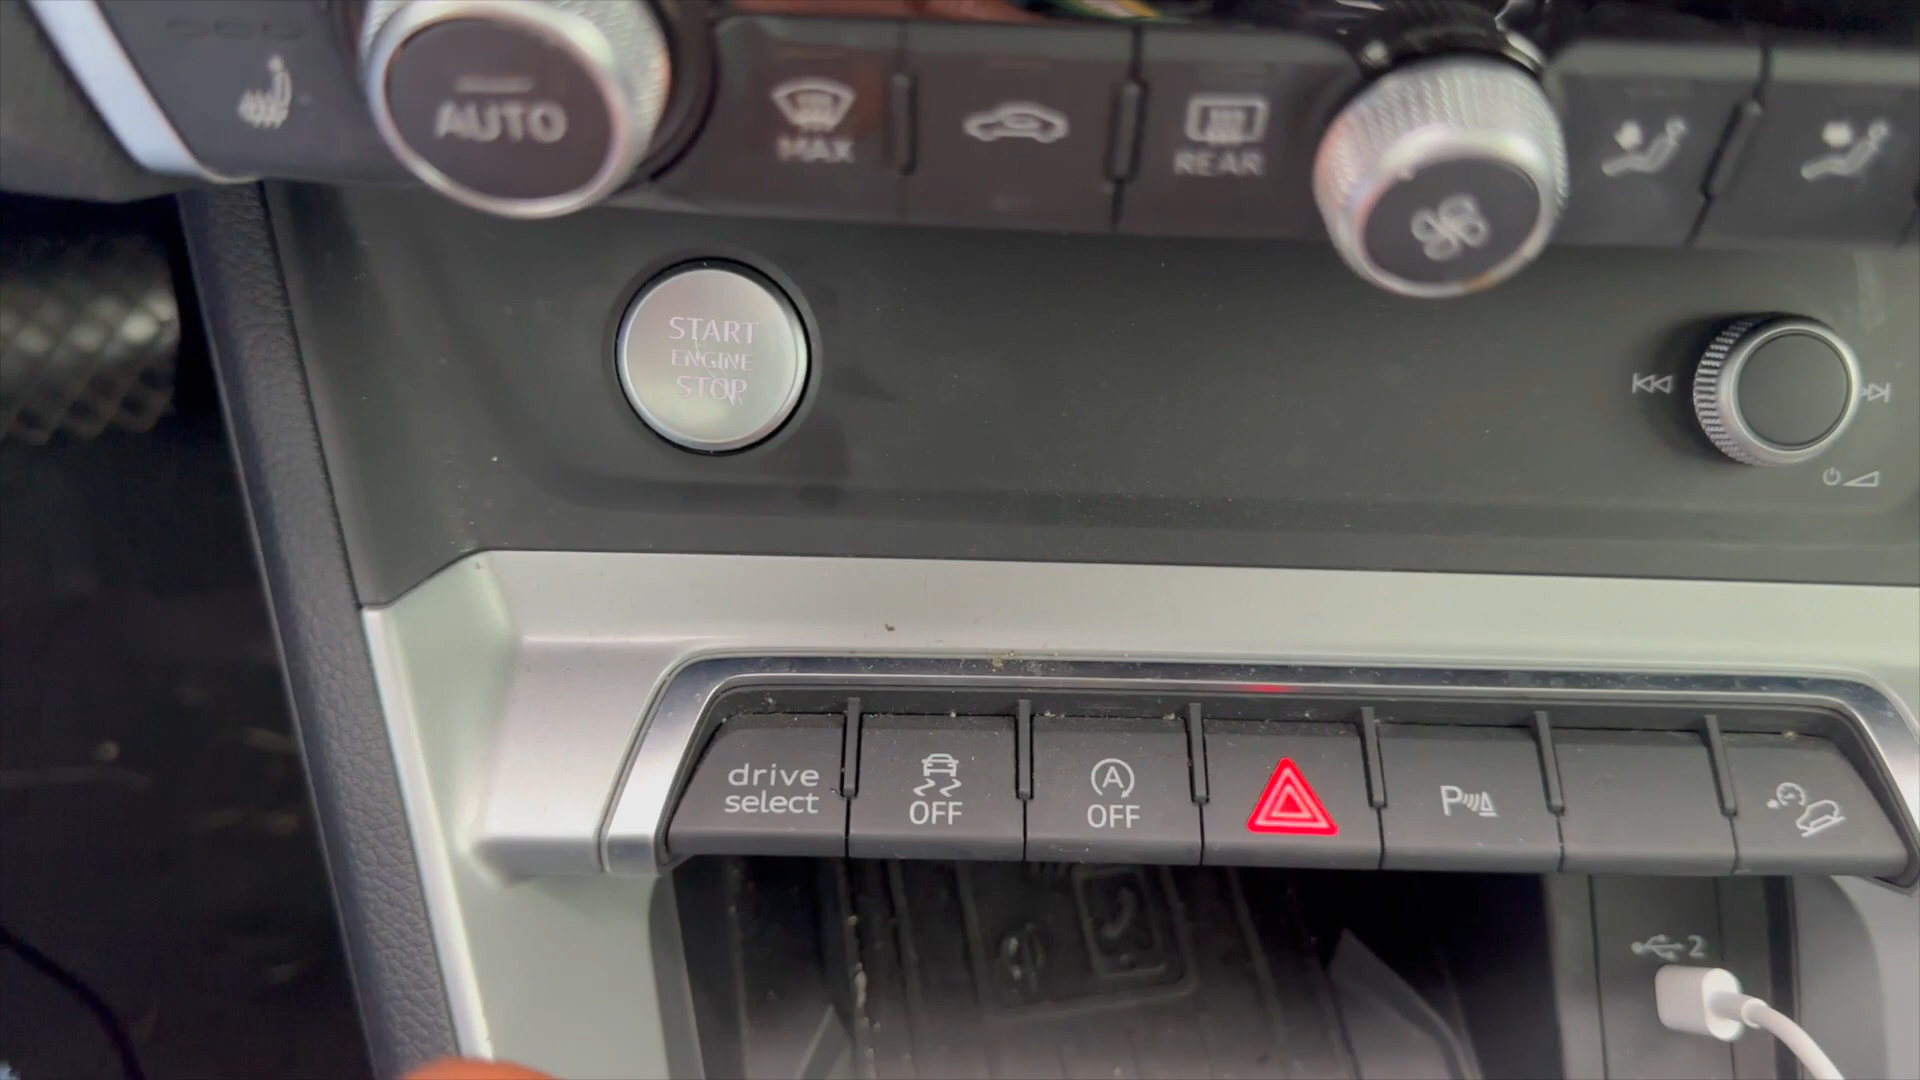 AUTO
MAX
REAR
START
ENGINE
STOP
drive
select
OFF
A
OFF
P
2